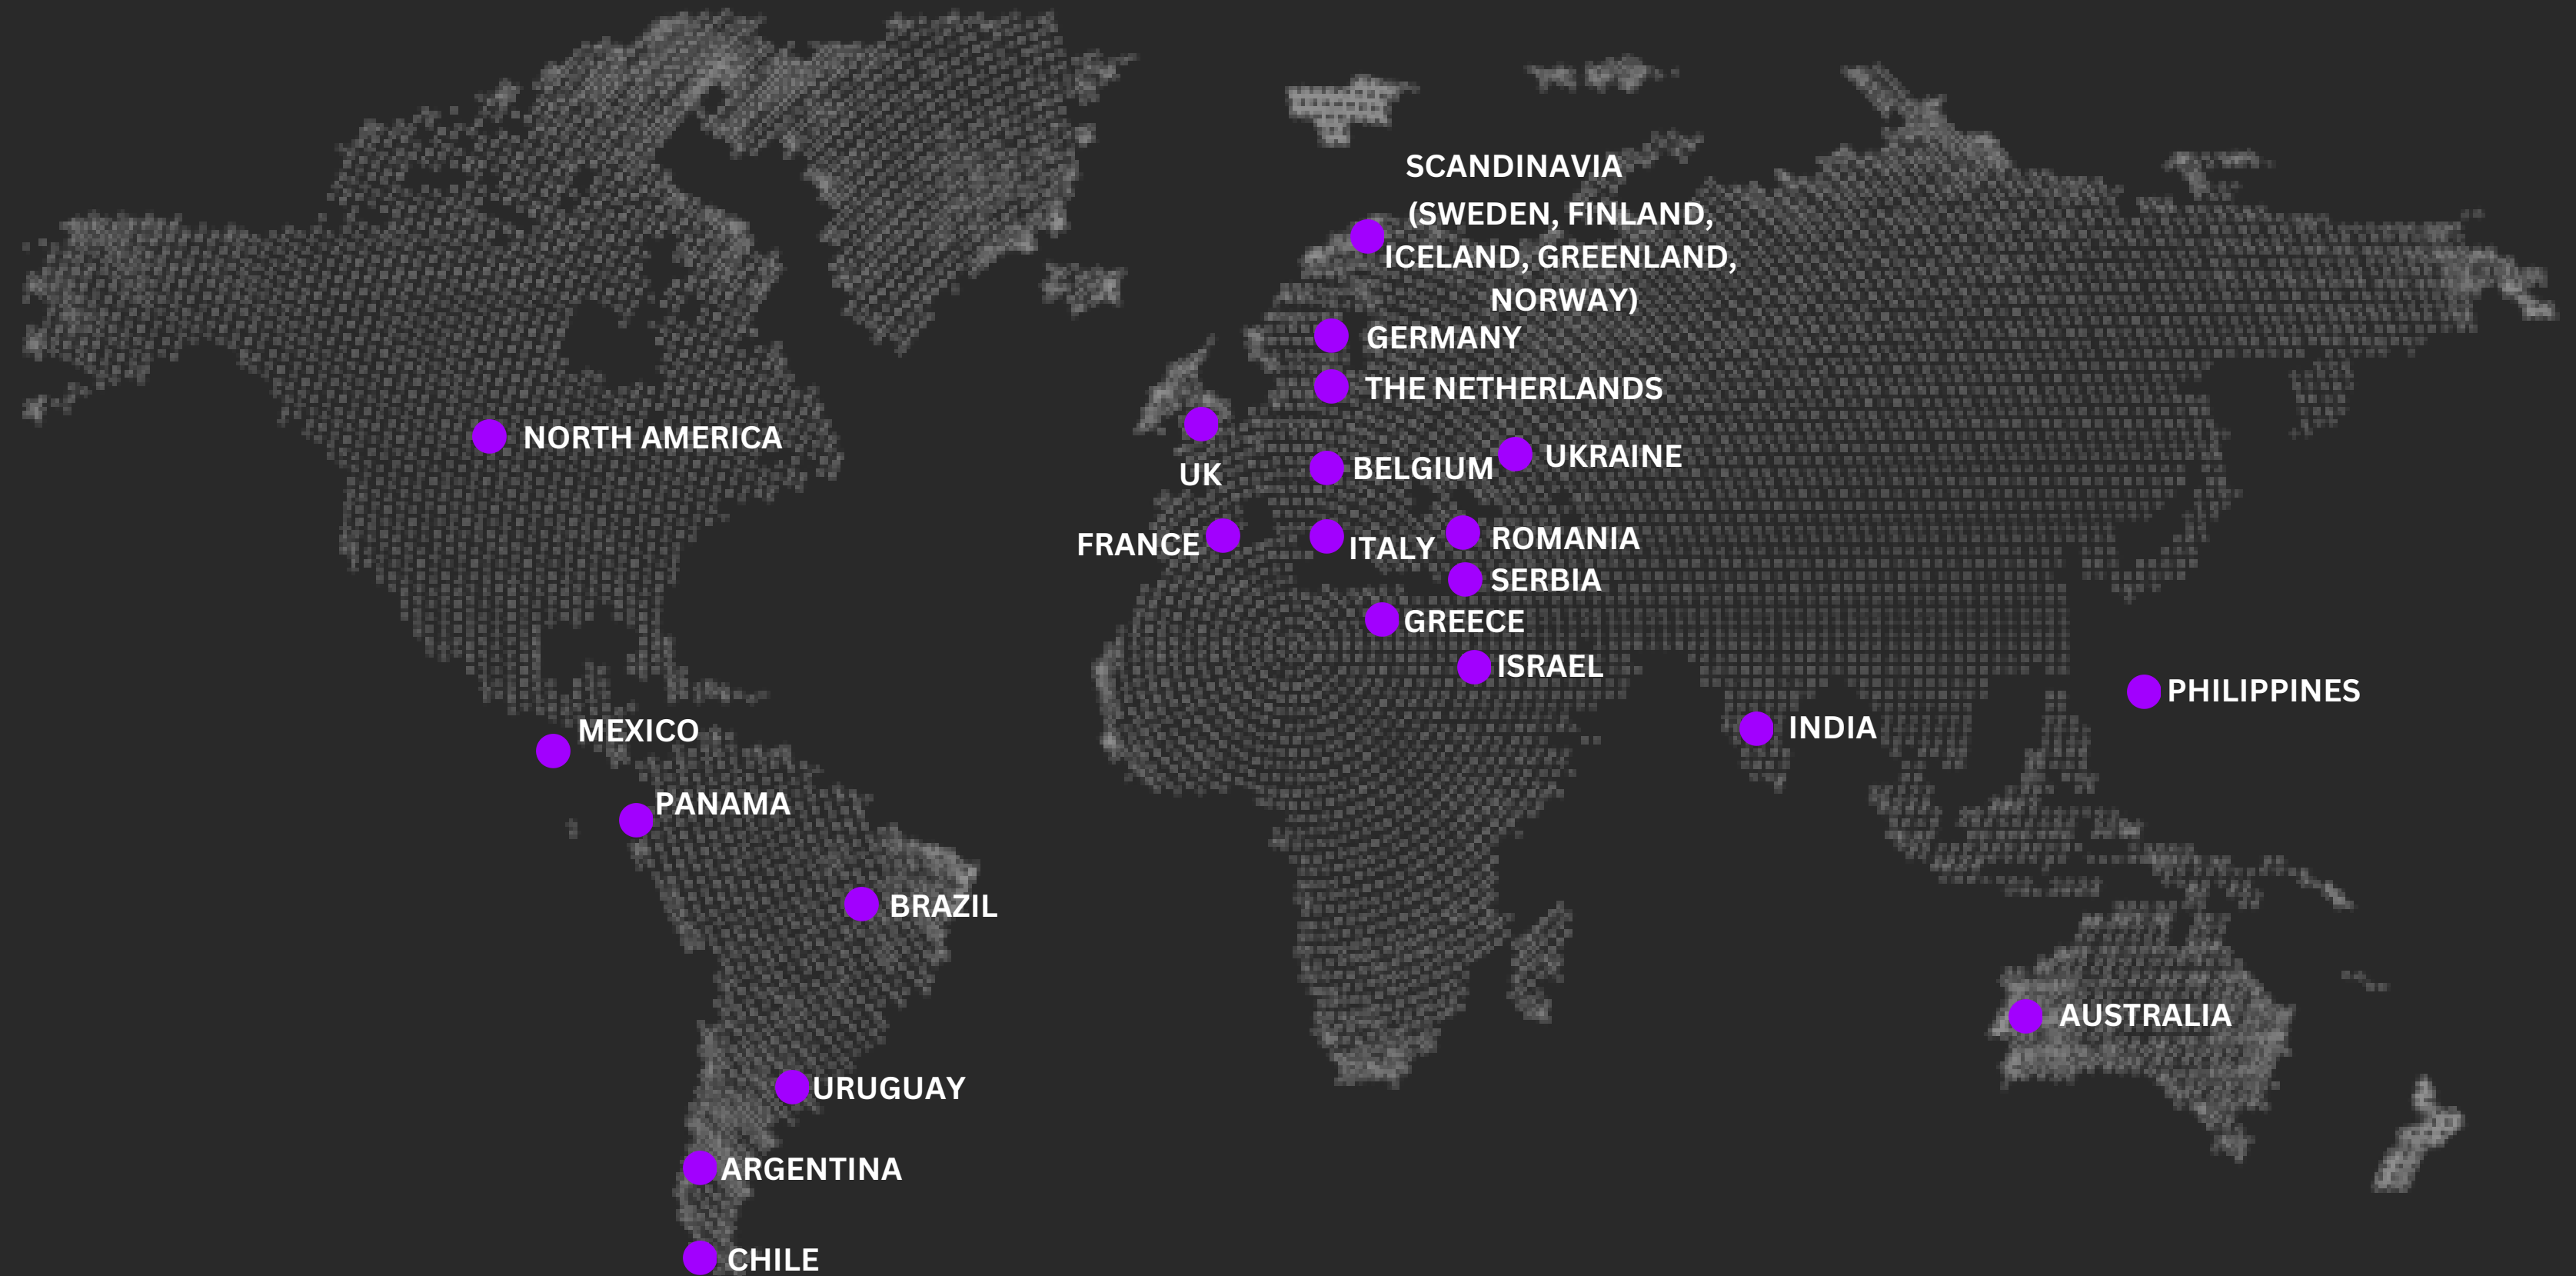 SCANDINAVIA
(SWEDEN, FINLAND,
ICELAND, GREENLAND,
NORWAY)
GERMANY
THE NETHERLANDS
NORTH AMERICA
UKRAINE
BELGIUM
UK
FRANCE
ITALY
ROMANIA
SERBIA
GREECE
ISRAEL
PHILIPPINES
MEXICO
INDIA
PANAMA
BRAZIL
AUSTRALIA
URUGUAY
ARGENTINA
CHILE